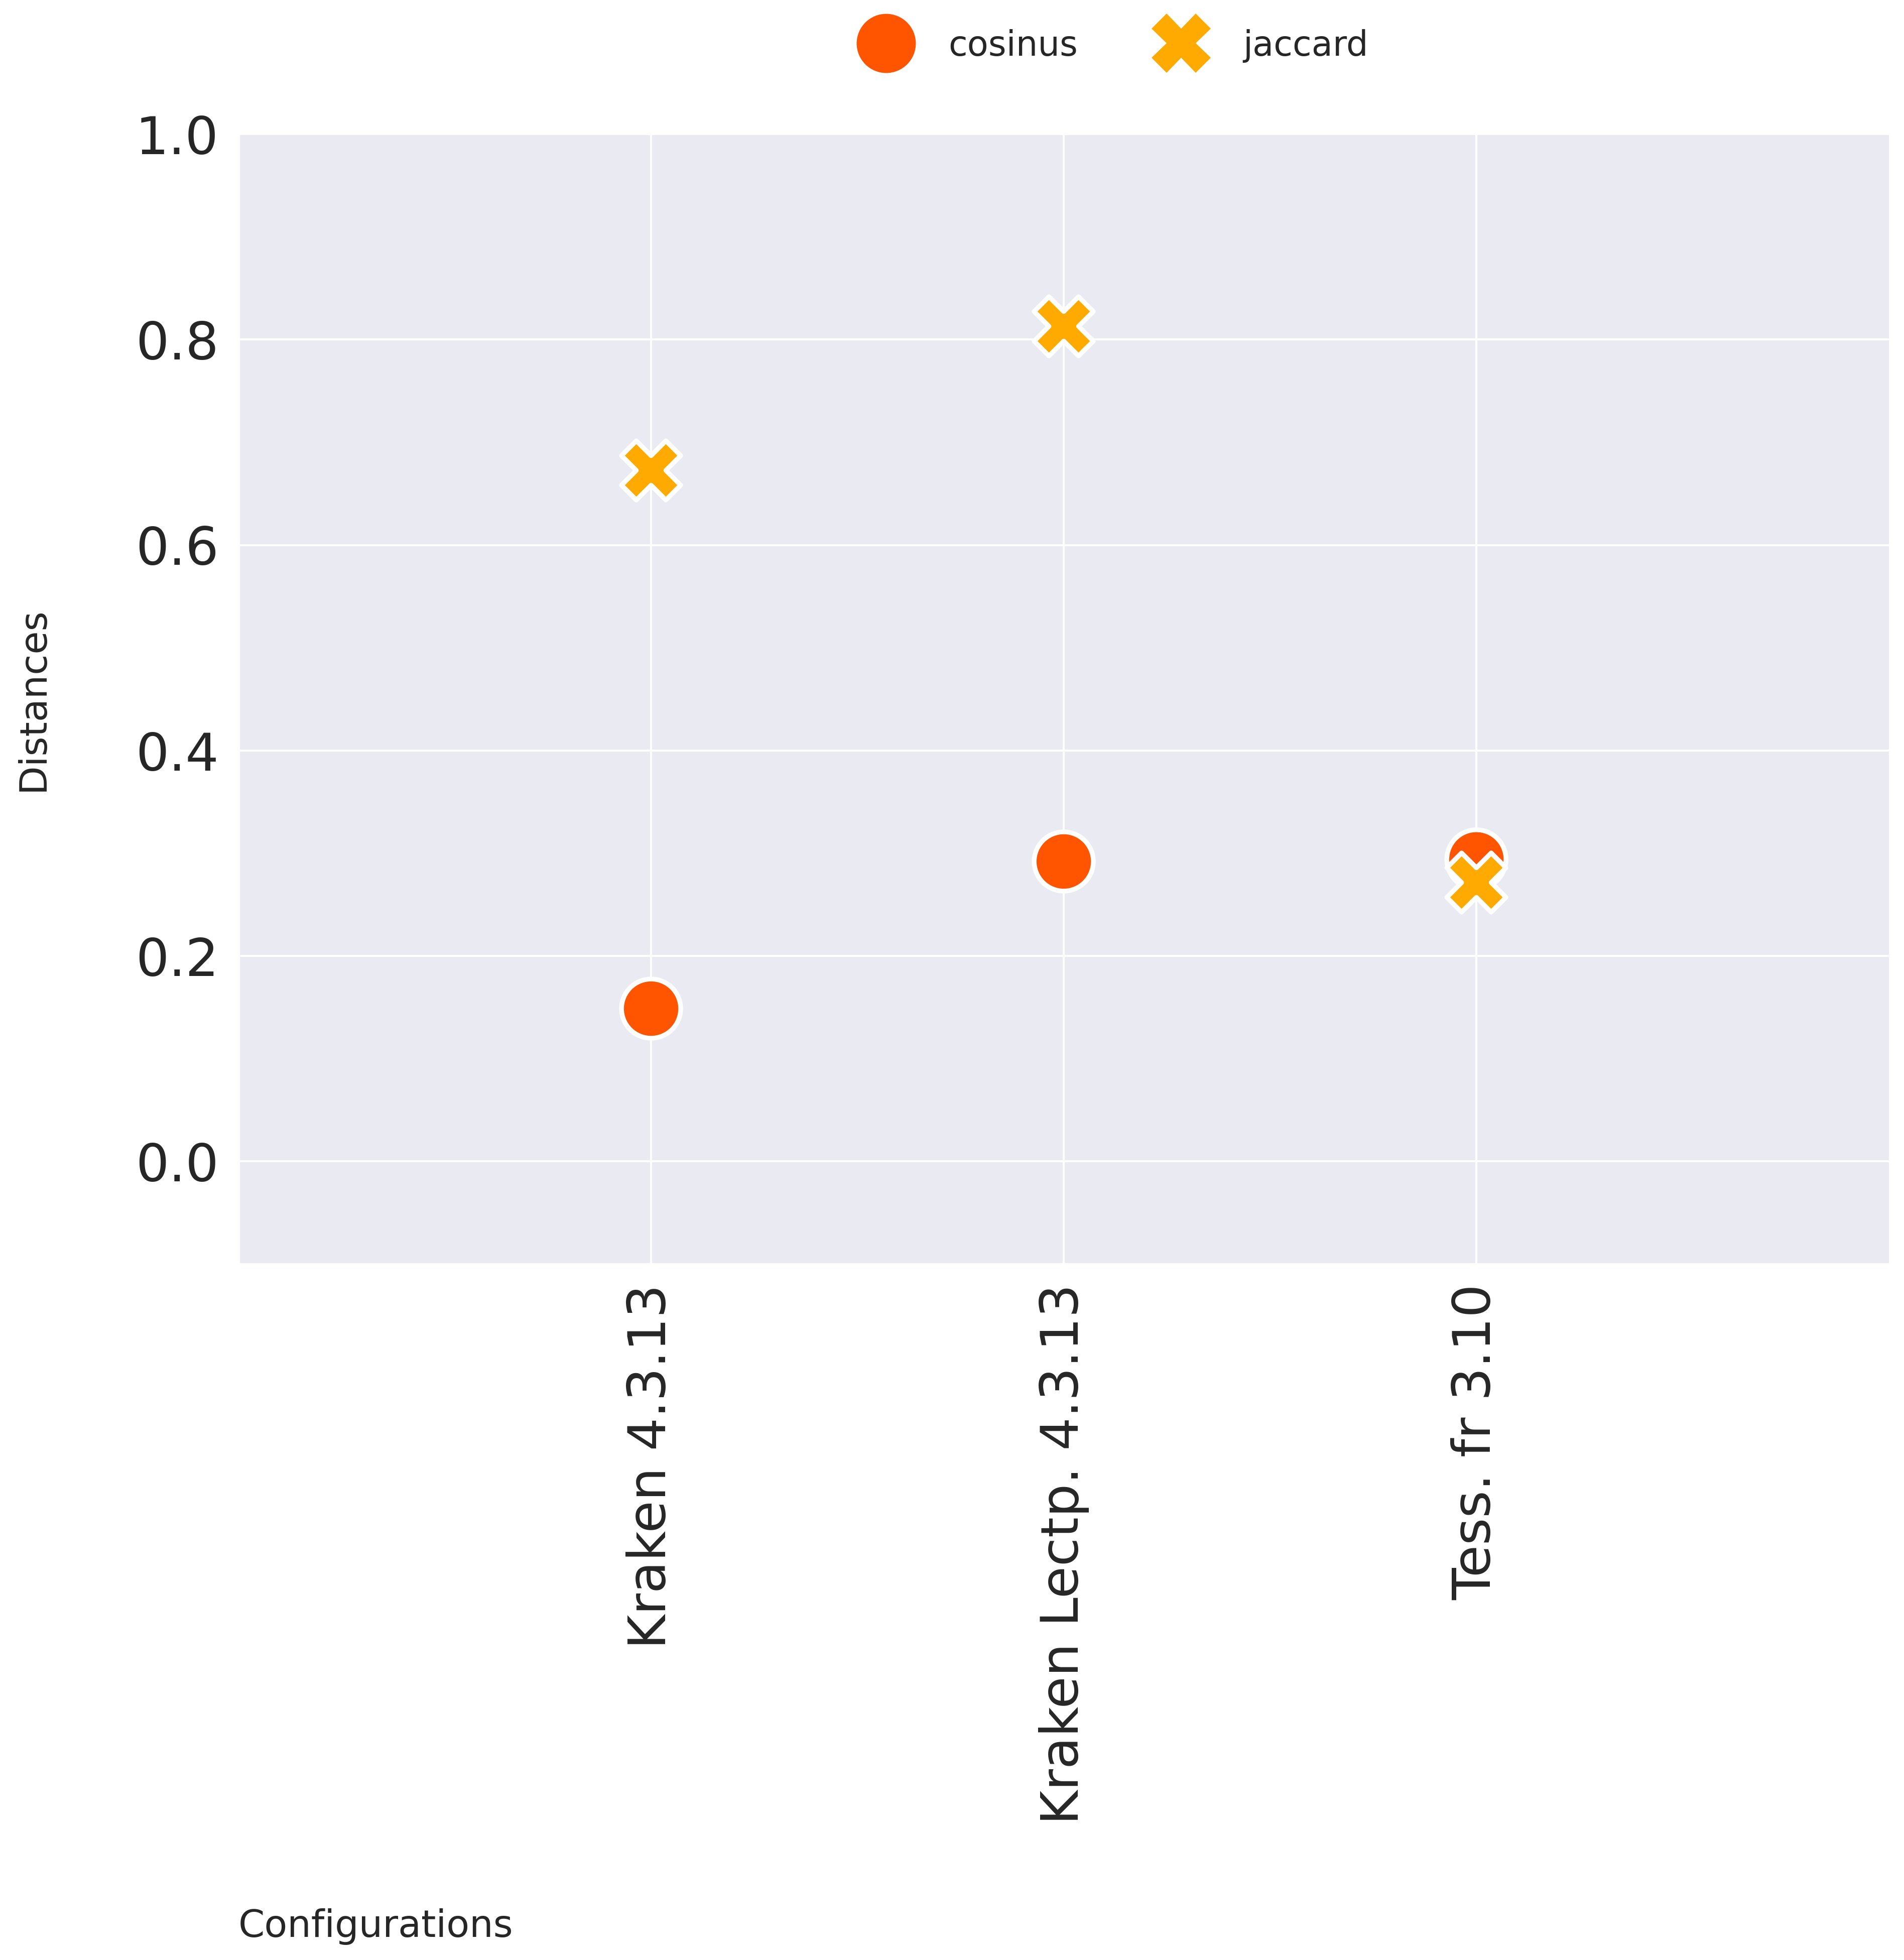 cosinus jaccard
1.0
0.8
0.6
0.4
0.2
0.0
Distances
Kraken 4.3.13
Kraken Lectp. 4.3.13
Tess. fr 3.10
Configurations